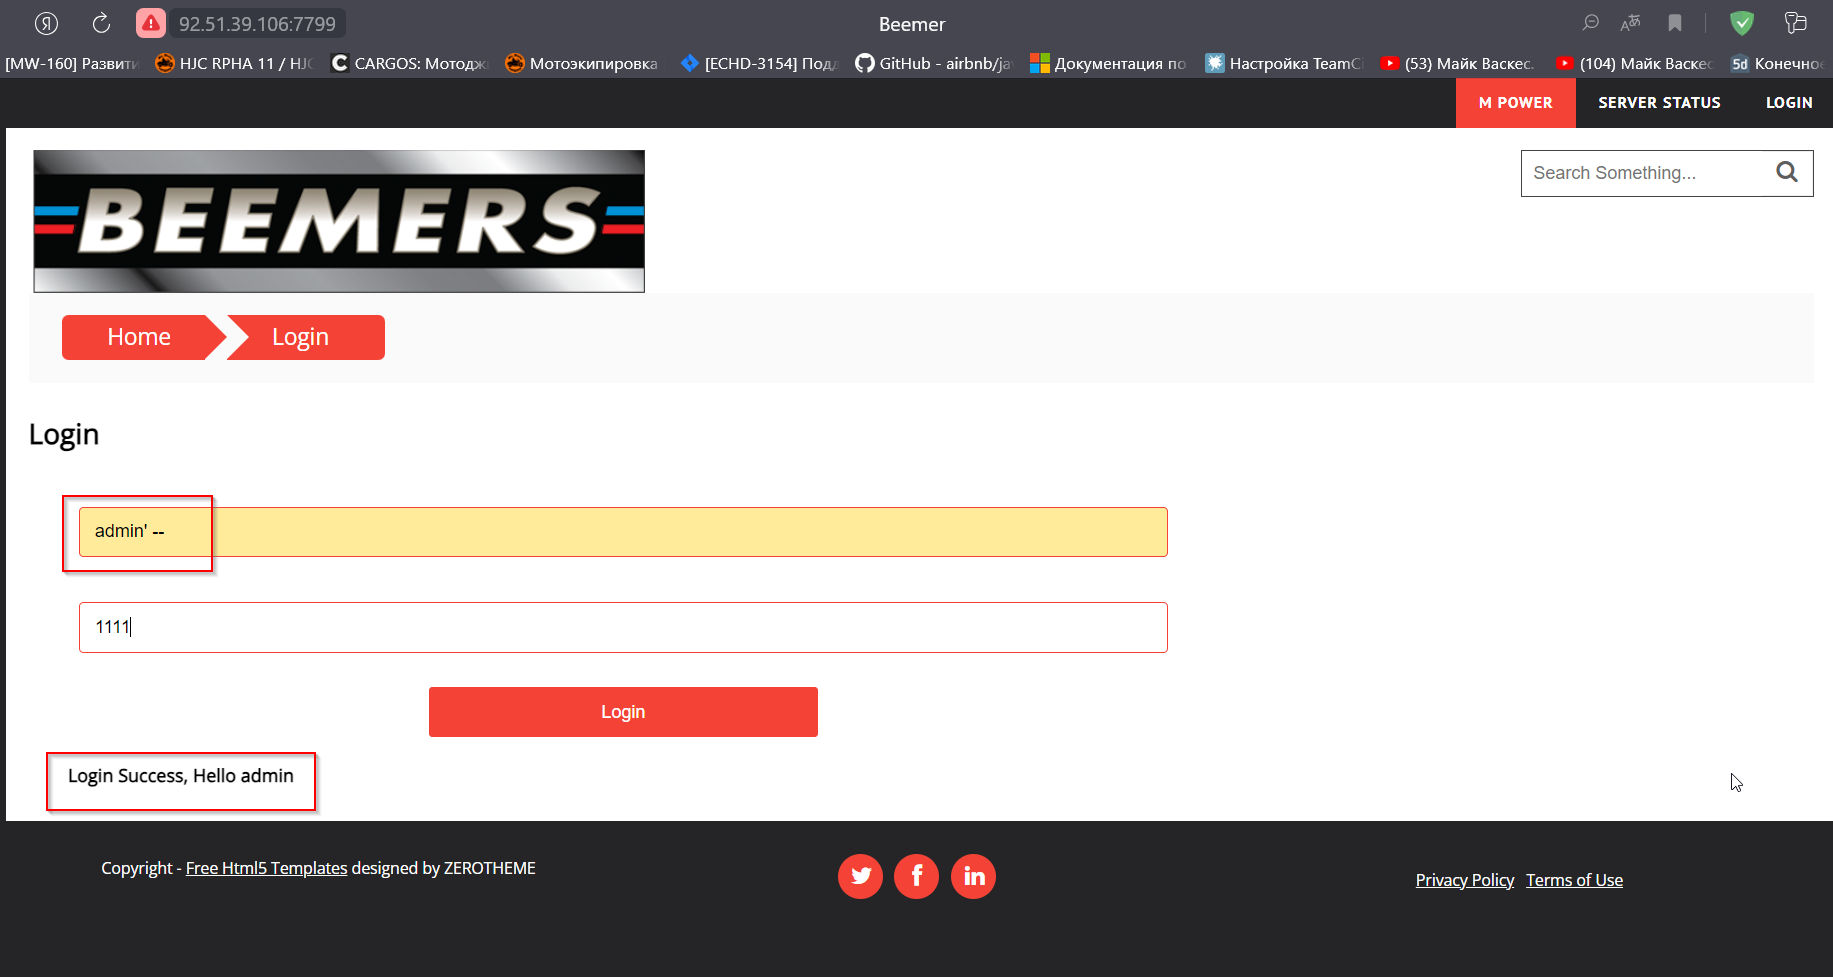 92.51.39.106:7799
Beemer
[MW-160] Развити
HJC RPHA 11 / HJC
CARGOS: Мотодж
Мотоэкипировка
[ECHD-3154] Подд
GitHub - airbnb/ja
Документация по
Настройка TeamCi
(53) Майк Васкес.
(104) Майк Васкес
5d Конечное
M POWER
SERVER STATUS
LOGIN
BEEMERS
Search Something...
Home
Login
Login
admin' --
1111
Login
Login Success, Hello admin
Copyright - Free Html5 Templates designed by ZEROTHEME
Privacy Policy
Terms of Use